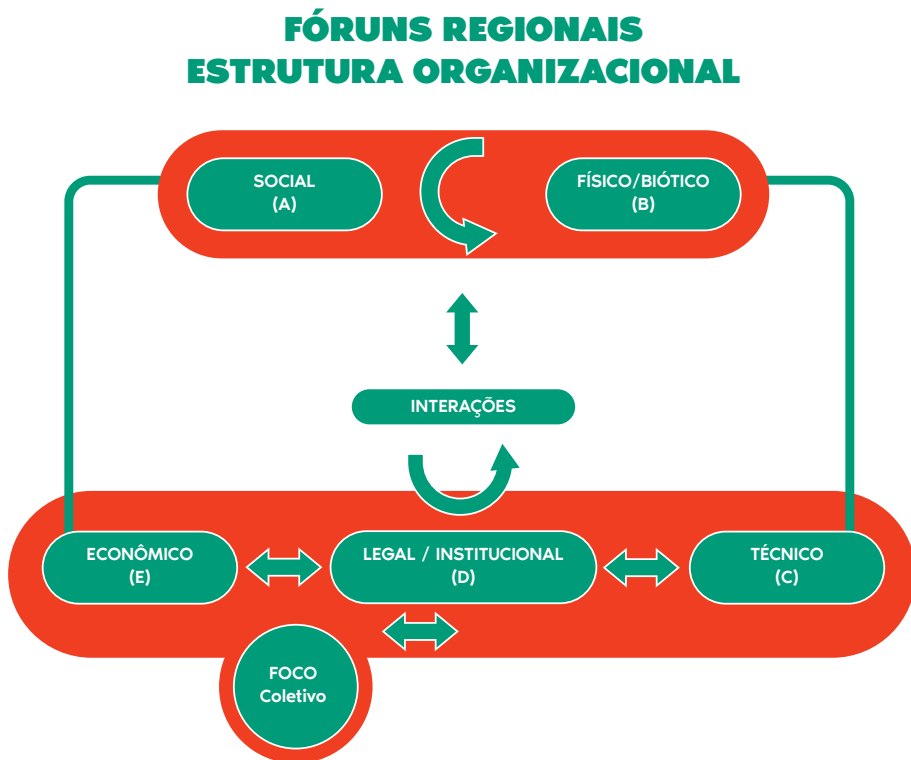 FÓRUNS REGIONAIS
ESTRUTURA ORGANIZACIONAL
SOCIAL
(A)
FÍSICO/BIÓTICO
(B)
INTERAÇÕES
ECONÔMICO
(E)
LEGAL / INSTITUCIONAL
(D)
TÉCNICO
(C)
FOCO
Coletivo